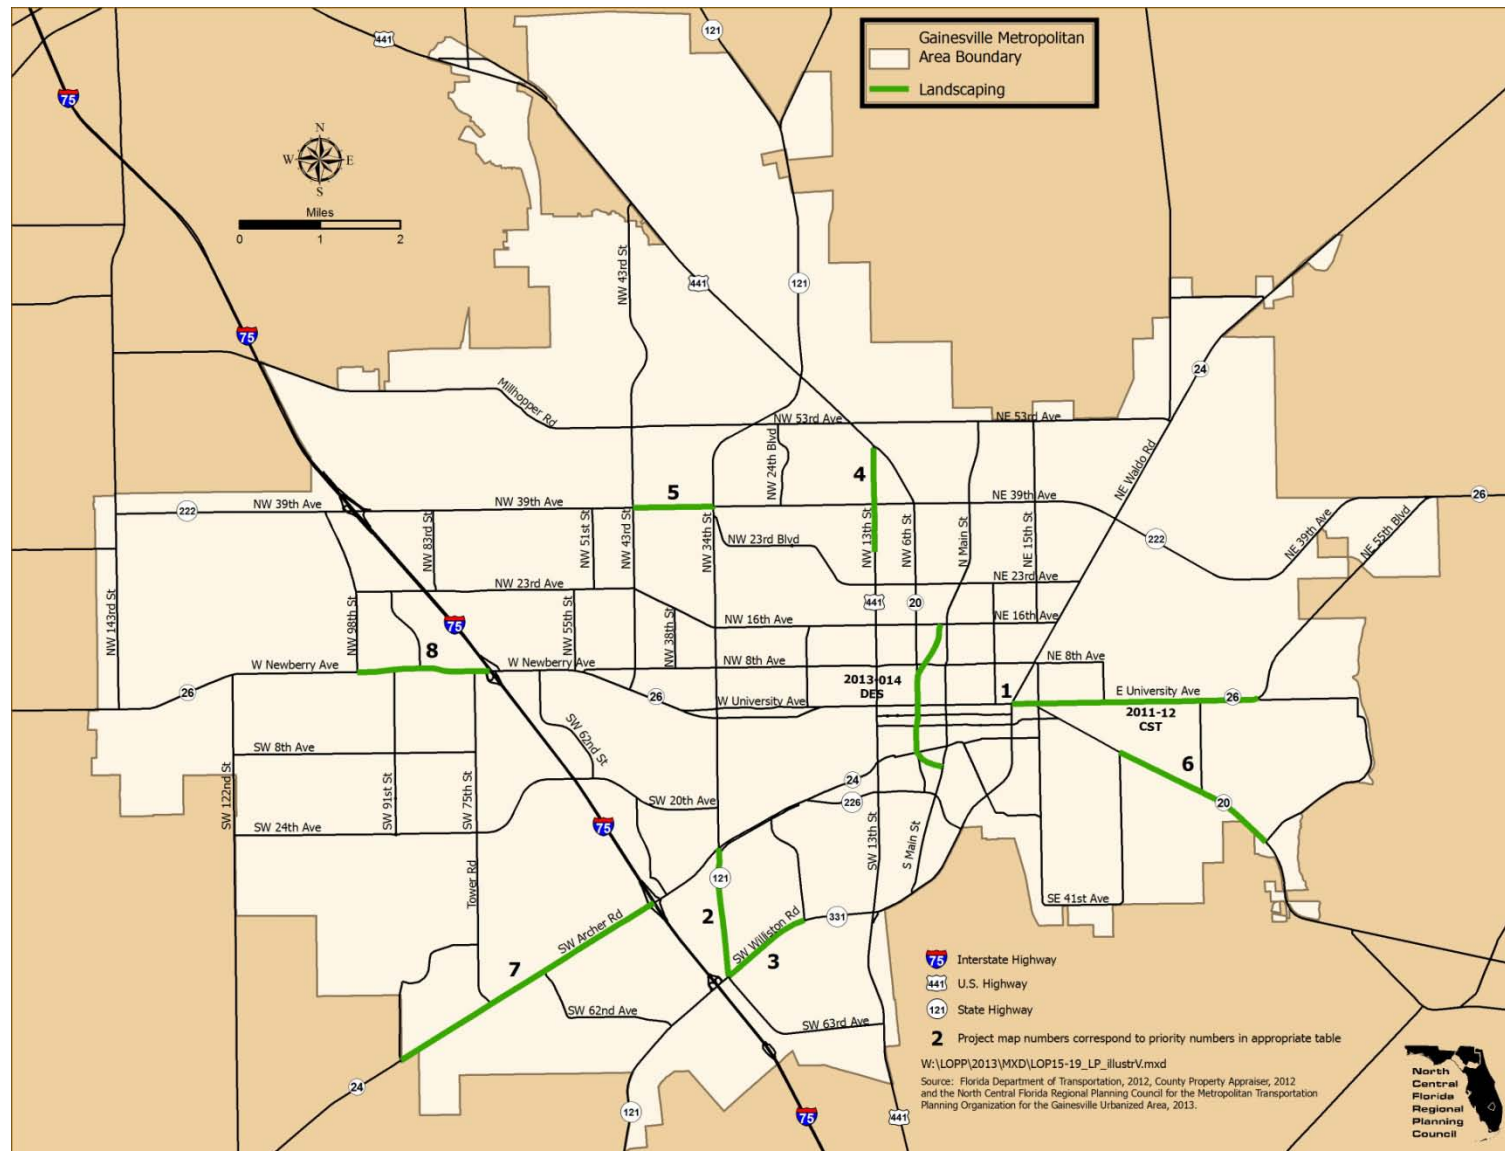 441
121
Gainesville Metropolitan
Area Boundary
Landscaping
75
N
W
E
S
Miles
0
1
2
NW 43rd St
441
121
75
24
Millhopper Rd
NW 53rd Ave
NE 53rd Ave
NW 24th Blvd
4
NE Waldo Rd
5
222
NW 39th Ave
NW 39th Ave
NE 39th Ave
26
NW 83rd St
NW 51st St
NW 43rd St
NW 34th St
NW 23rd Blvd
NW 13th St
NW 6th St
N Main St
NE 15th St
222
NE 39th Ave
NE 55th Blvd
NW 143rd St
NW 98th St
NW 23rd Ave
NE 23rd Ave
441
20
75
NW 55th St
NW 38th St
NW 16th Ave
NE 16th Ave
8
W Newberry Ave
W Newberry Ave
NW 8th Ave
NE 8th Ave
26
26
2013-014
DES
W University Ave
1
E University Ave
26
2011-12
CST
SW 62nd St
SW 8th Ave
6
SW 122nd St
SW 91st St
SW 75th St
24
20
SW 20th Ave
226
SW 24th Ave
75
SW 13th St
S Main St
Tower Rd
121
SE 41st Ave
SW Archer Rd
2
SW Williston Rd
331
3
7
SW 62nd Ave
SW 63rd Ave
24
121
75
441
75 Interstate Highway
441 U.S. Highway
121 State Highway
2 Project map numbers correspond to priority numbers in appropriate table
W:\LOPP\2013\MXD\LOP15-19_LP_illustrV.mxd
Source: Florida Department of Transportation, 2012, County Property Appraiser, 2012
and the North Central Florida Regional Planning Council for the Metropolitan Transportation
Planning Organization for the Gainesville Urbanized Area, 2013.
North
Central
Florida
Regional
Planning
Council